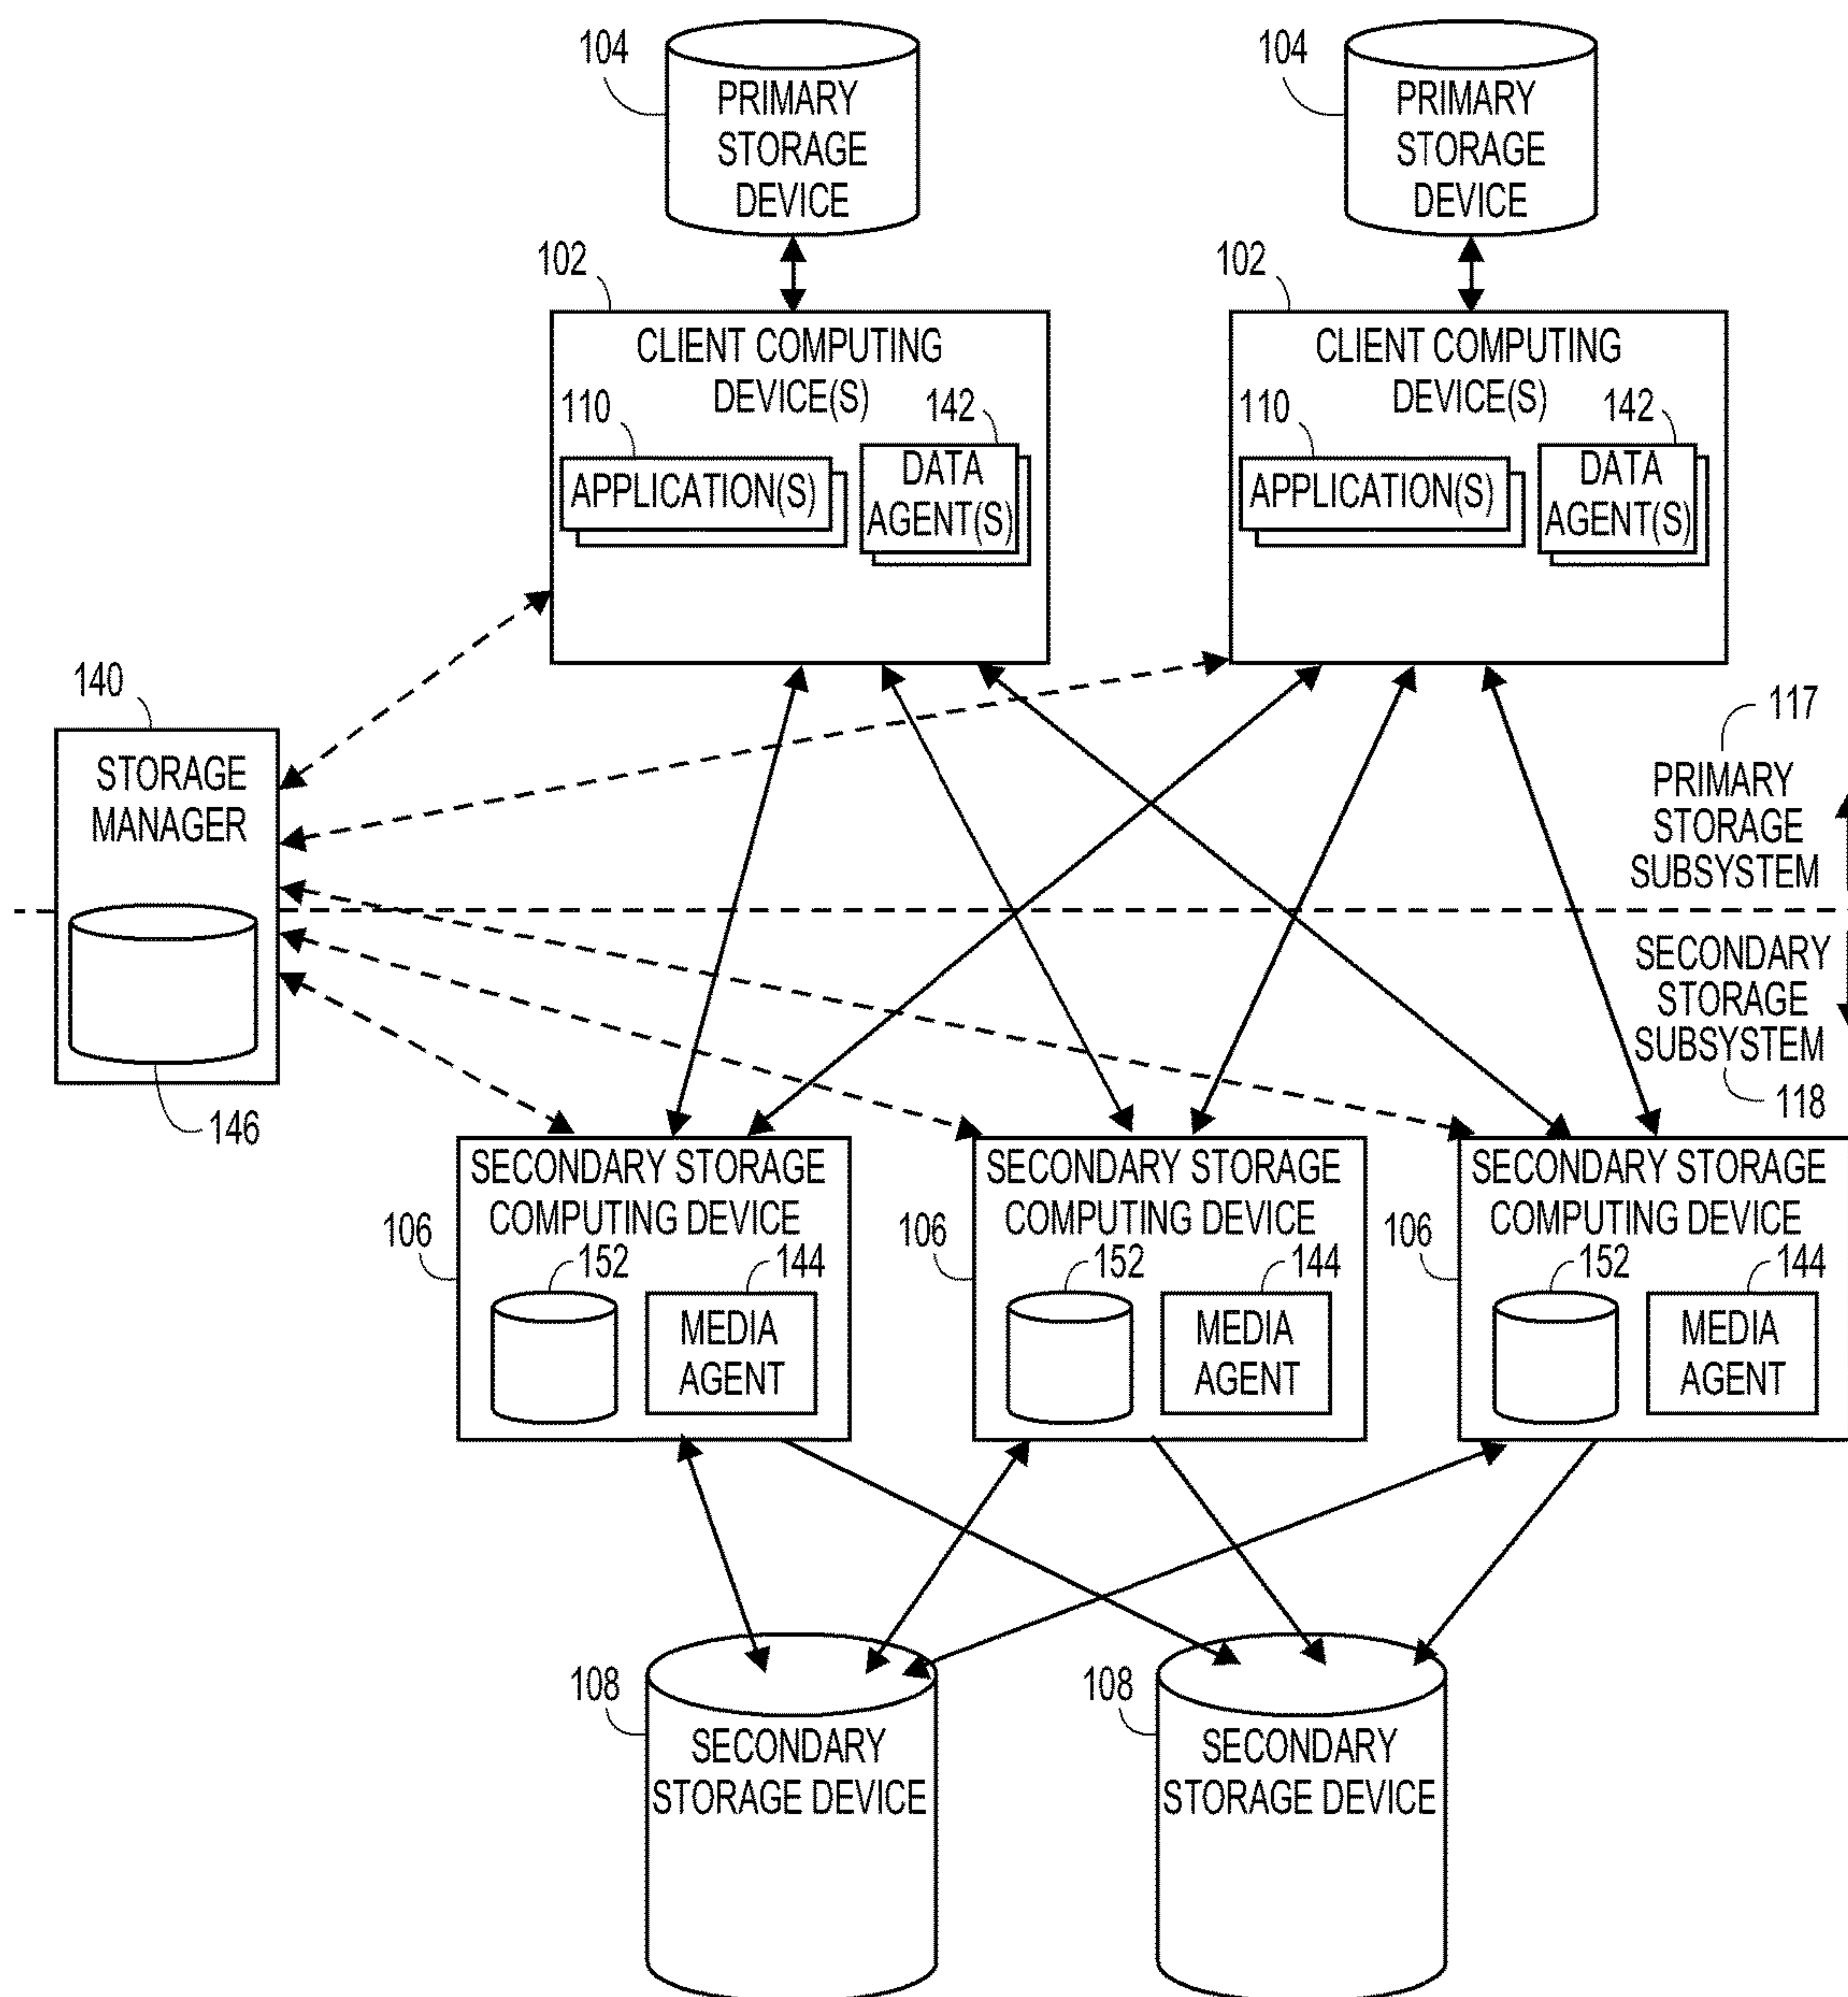 104
PRIMARY
STORAGE
DEVICE
104
PRIMARY
STORAGE
DEVICE
102
CLIENT COMPUTING
DEVICE(S)
110
APPLICATION(S)
142
DATA
AGENT(S)
102
CLIENT COMPUTING
DEVICE(S)
110
APPLICATION(S)
142
DATA
AGENT(S)
140
STORAGE
MANAGER
146
117
PRIMARY
STORAGE
SUBSYSTEM
SECONDARY
STORAGE
SUBSYSTEM
118
106
SECONDARY STORAGE
COMPUTING DEVICE
152
144
MEDIA
AGENT
106
SECONDARY STORAGE
COMPUTING DEVICE
152
144
MEDIA
AGENT
106
SECONDARY STORAGE
COMPUTING DEVICE
152
144
MEDIA
AGENT
108
SECONDARY
STORAGE DEVICE
108
SECONDARY
STORAGE DEVICE